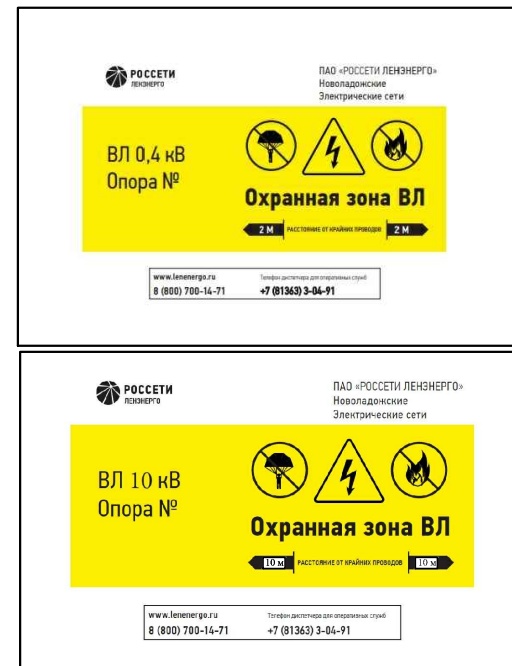 РОССЕТИ
ЛЕНЭНЕРГО
ПАО «РОССЕТИ ЛЕНЭНЕРГО»
Новоладожские
Электрические сети
ВЛ 0,4 кВ
Опора №
Охранная зона ВЛ
2 М РАССТОЯНИЕ ОТ КРАЙНИХ ПРОВОДОВ 2 М
www.lenenergo.ru
8 (800) 700-14-71
Телефон диспетчера для оперативных служб
+7 (81363) 3-04-91
РОССЕТИ
ЛЕНЭНЕРГО
ПАО «РОССЕТИ ЛЕНЭНЕРГО»
Новоладожские
Электрические сети
ВЛ 10 кВ
Опора №
Охранная зона ВЛ
10 м РАССТОЯНИЕ ОТ КРАЙНИХ ПРОВОДОВ 10 м
www.lenenergo.ru
8 (800) 700-14-71
Телефон диспетчера для оперативных служб
+7 (81363) 3-04-91